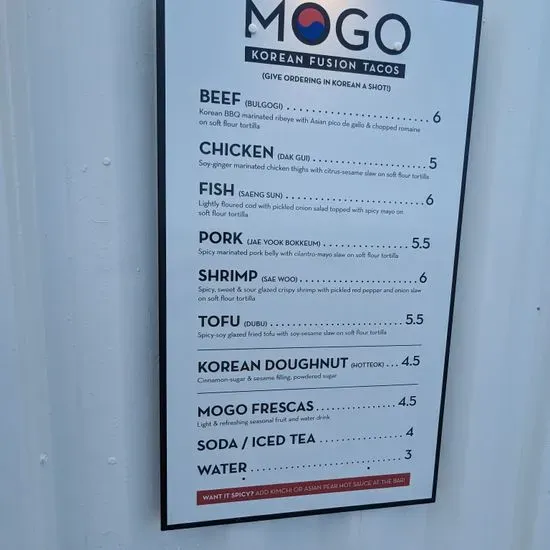 MOGO
KOREAN FUSION TACOS
(GIVE ORDERING IN KOREAN A SHOT!)
BEEF (BULGOGI) 6
Korean BBQ marinated ribeye with Asian pico de gallo & chopped romaine
on soft flour tortilla
CHICKEN (DAK GUI) 5
Soy-ginger marinated chicken thighs with citrus-sesame slaw on soft flour tortilla
FISH (SAENG SUN) 6
Lightly floured cod with pickled onion salad topped with spicy mayo on
soft flour tortilla
PORK (JAE YOOK BOKKEUM) 5.5
Spicy marinated pork belly with cilantro-mayo slaw on soft flour tortilla
SHRIMP (SAE WOO) 6
Spicy, sweet & sour glazed crispy shrimp with pickled red pepper and onion slaw
on soft flour tortilla
TOFU (DUBU) 5.5
Spicy-soy glazed fried tofu with soy-sesame slaw on soft flour tortilla
KOREAN DOUGHNUT (HOTTEOK) ... 4.5
Cinnamon-sugar & sesame filling, powdered sugar
MOGO FRESCAS 4.5
Light & refreshing seasonal fruit and water drink
SODA / ICED TEA 4
WATER 3
WANT IT SPICY? ADD KIMCHI OR ASIAN PEAR HOT SAUCE AT THE BAR!